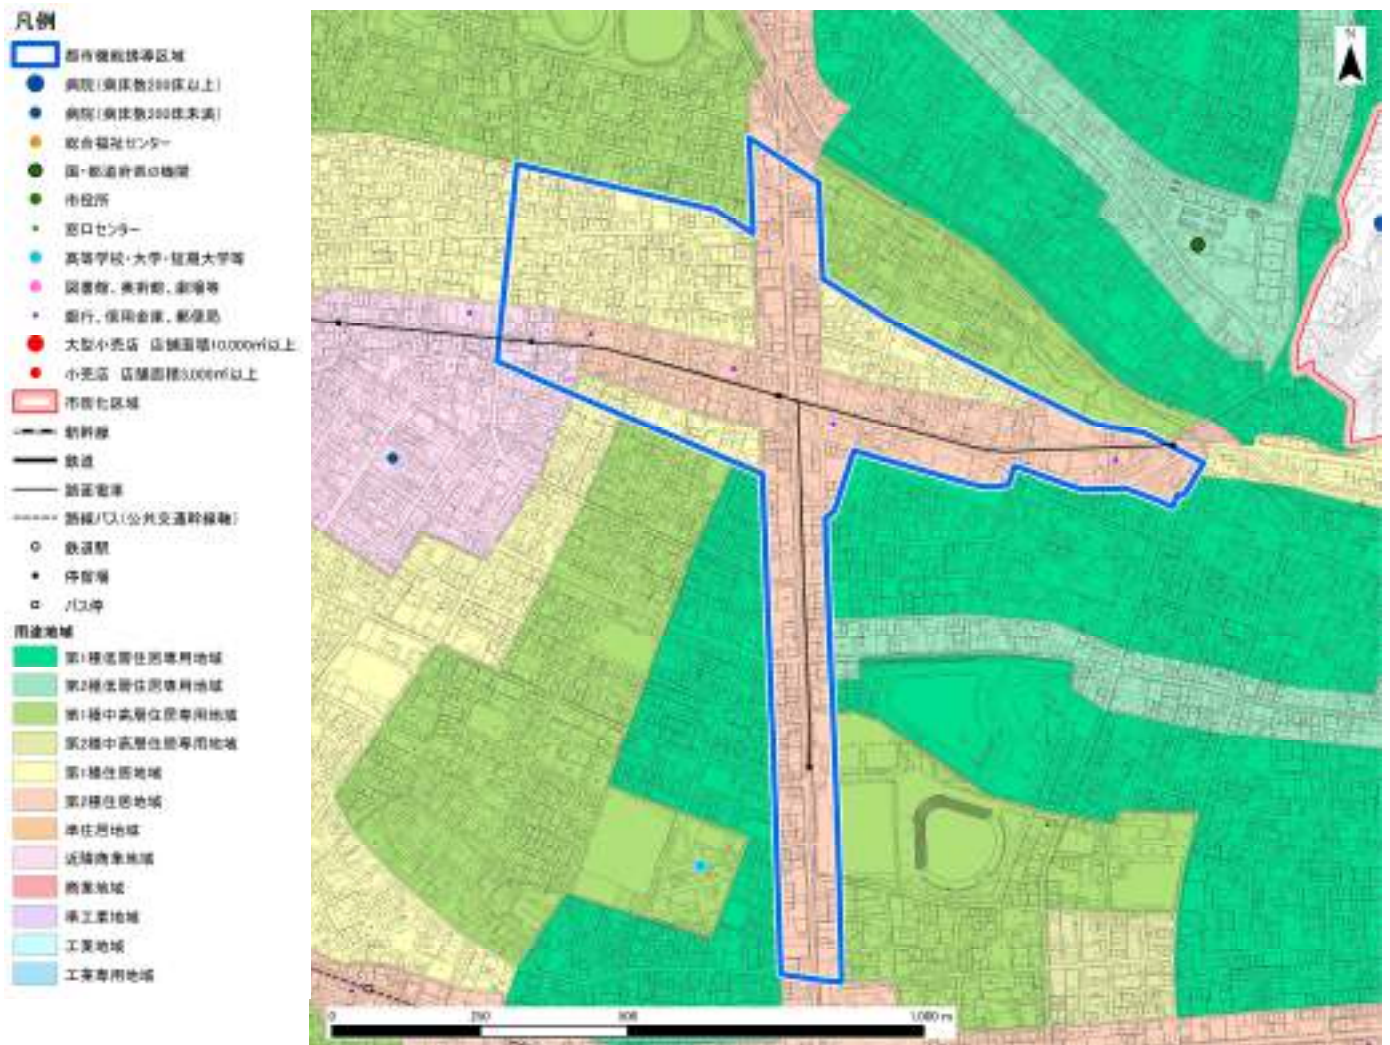 凡例
都市機能誘導区域
病院(病床数200床以上)
病院(病床数200床未満)
総合福祉センター
国・都道府県の機関
市役所
窓口センター
高等学校・大学・短期大学等
図書館、美術館、劇場等
銀行、信用金庫、郵便局
大型小売店 店舗面積10,000㎡以上
小売店 店舗面積3,000㎡以上
市街化区域
新幹線
鉄道
路面電車
路線バス(公共交通幹線軸)
鉄道駅
停留場
バス停
用途地域
第1種低層住居専用地域
第2種低層住居専用地域
第1種中高層住居専用地域
第2種中高層住居専用地域
第1種住居地域
第2種住居地域
準住居地域
近隣商業地域
商業地域
準工業地域
工業地域
工業専用地域
N
0 250 500 1,000 m